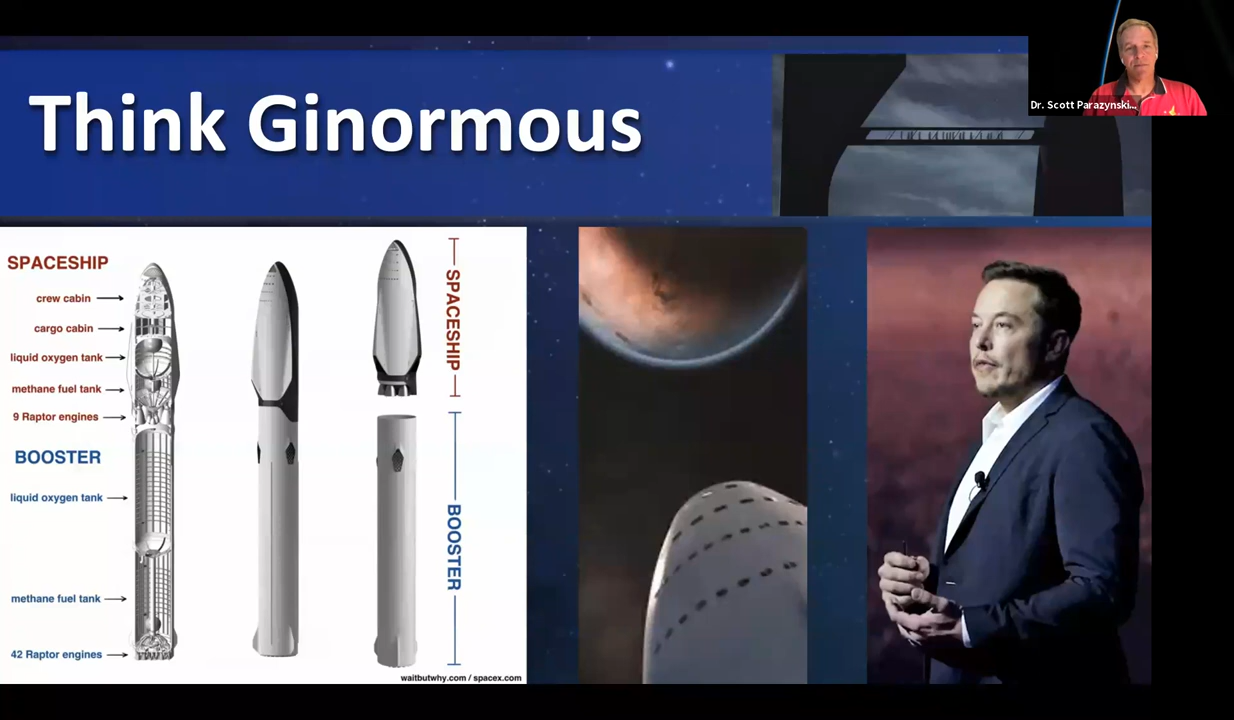 Think Ginormous
Dr. Scott Parazynski...
SPACESHIP
crew cabin
cargo cabin
liquid oxygen tank
methane fuel tank
9 Raptor engines
BOOSTER
liquid oxygen tank
methane fuel tank
42 Raptor engines
SPACESHIP
BOOSTER
waitbutwhy.com / spacex.com